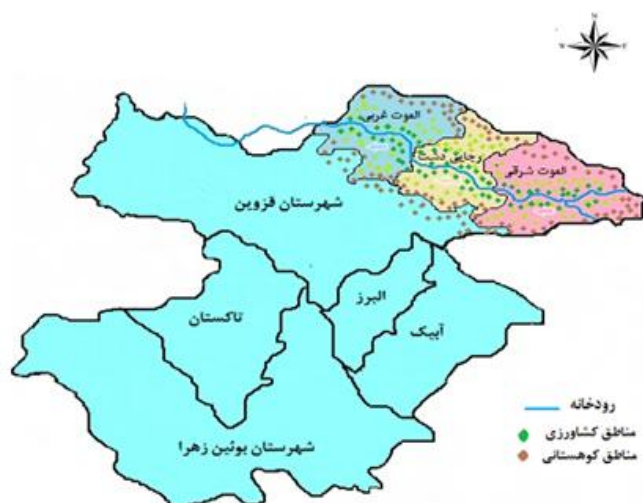 N
الموت غربی
رجایی دشت
الموت شرقی
شهرستان قزوین
البرز
تاکستان
آبیک
شهرستان بوئین زهرا
رودخانه
مناطق کشاورزی
مناطق کوهستانی